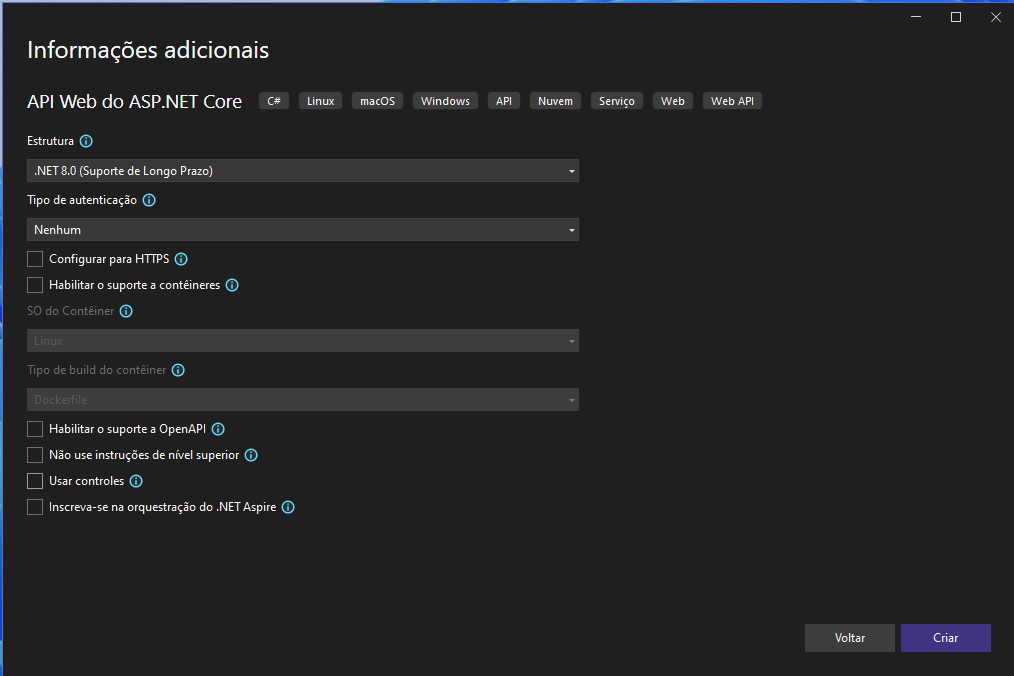 Informações adicionais
API Web do ASP.NET Core C# Linux macOS Windows API Nuvem Serviço Web Web API
Estrutura
.NET 8.0 (Suporte de Longo Prazo)
Tipo de autenticação
Nenhum
Configurar para HTTPS
Habilitar o suporte a contêineres
SO do Contêiner
Linux
Tipo de build do contêiner
Dockerfile
Habilitar o suporte a OpenAPI
Não use instruções de nível superior
Usar controles
Inscreva-se na orquestração do .NET Aspire
Voltar Criar